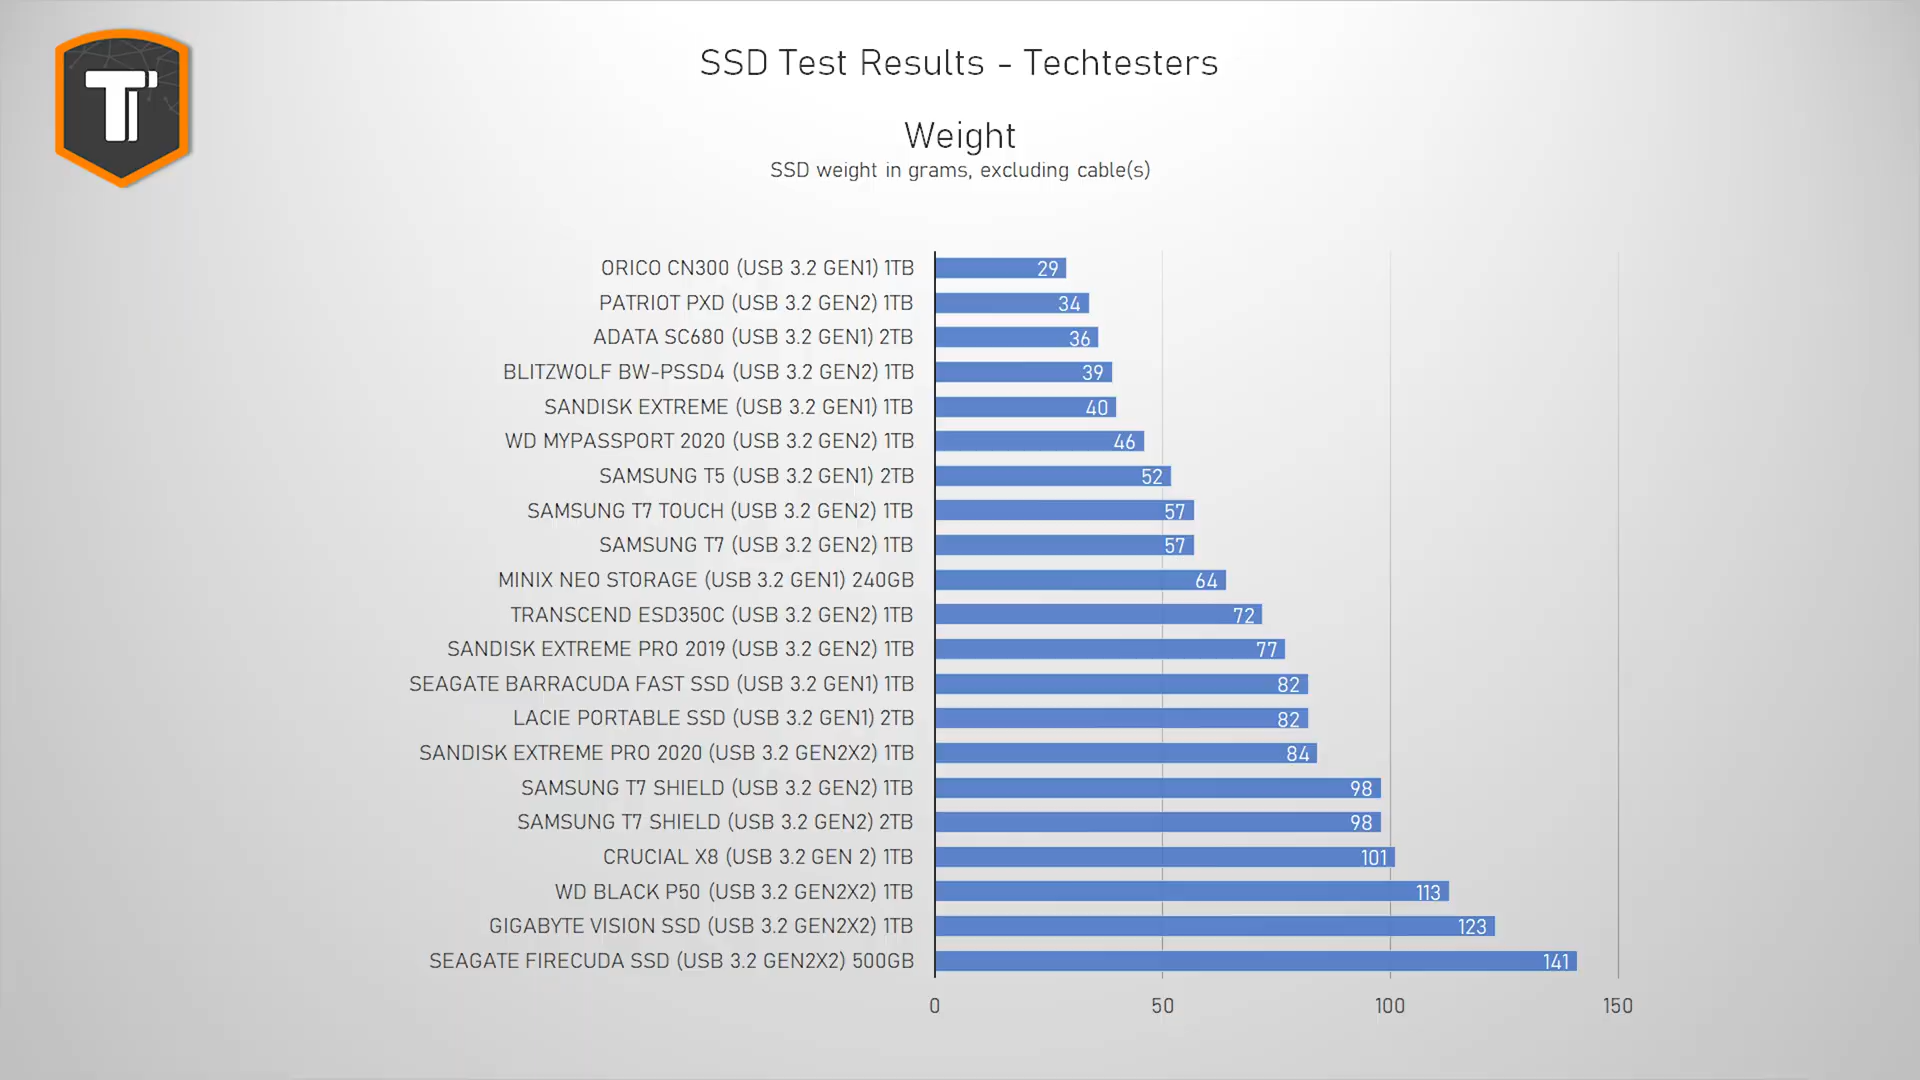 T
SSD Test Results - Techtesters
Weight
SSD weight in grams, excluding cable(s)
ORICO CN300 (USB 3.2 GEN1) 1TB 29
PATRIOT PXD (USB 3.2 GEN2) 1TB 34
ADATA SC680 (USB 3.2 GEN1) 2TB 36
BLITZWOLF BW-PSSD4 (USB 3.2 GEN2) 1TB 39
SANDISK EXTREME (USB 3.2 GEN1) 1TB 40
WD MYPASSPORT 2020 (USB 3.2 GEN2) 1TB 46
SAMSUNG T5 (USB 3.2 GEN1) 2TB 52
SAMSUNG T7 TOUCH (USB 3.2 GEN2) 1TB 57
SAMSUNG T7 (USB 3.2 GEN2) 1TB 57
MINIX NEO STORAGE (USB 3.2 GEN1) 240GB 64
TRANSCEND ESD350C (USB 3.2 GEN2) 1TB 72
SANDISK EXTREME PRO 2019 (USB 3.2 GEN2) 1TB 77
SEAGATE BARRACUDA FAST SSD (USB 3.2 GEN1) 1TB 82
LACIE PORTABLE SSD (USB 3.2 GEN1) 2TB 82
SANDISK EXTREME PRO 2020 (USB 3.2 GEN2X2) 1TB 84
SAMSUNG T7 SHIELD (USB 3.2 GEN2) 1TB 98
SAMSUNG T7 SHIELD (USB 3.2 GEN2) 2TB 98
CRUCIAL X8 (USB 3.2 GEN 2) 1TB 101
WD BLACK P50 (USB 3.2 GEN2X2) 1TB 113
GIGABYTE VISION SSD (USB 3.2 GEN2X2) 1TB 123
SEAGATE FIRECUDA SSD (USB 3.2 GEN2X2) 500GB 141
0 50 100 150